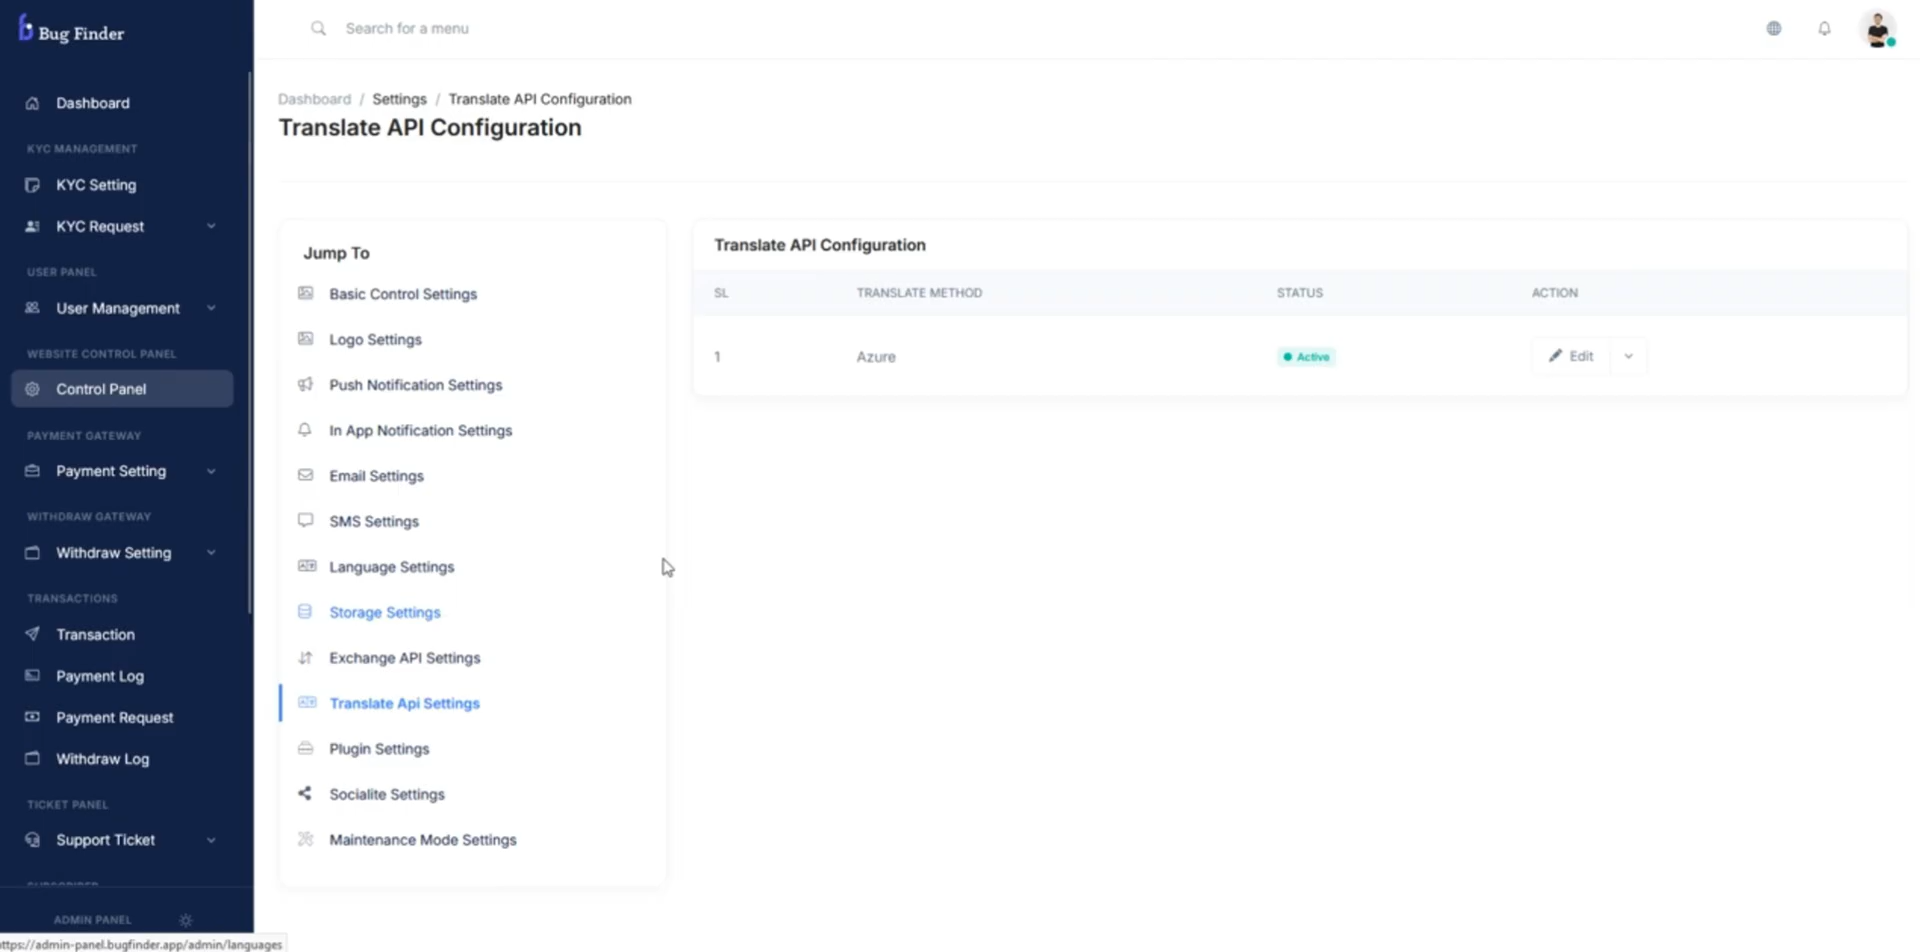 Bug Finder
Search for a menu
Dashboard
KYC MANAGEMENT
KYC Setting
KYC Request
USER PANEL
User Management
WEBSITE CONTROL PANEL
Control Panel
PAYMENT GATEWAY
Payment Setting
WITHDRAW GATEWAY
Withdraw Setting
TRANSACTIONS
Transaction
Payment Log
Payment Request
Withdraw Log
TICKET PANEL
Support Ticket
ADMIN PANEL
Dashboard / Settings / Translate API Configuration
Translate API Configuration
Jump To
Basic Control Settings
Logo Settings
Push Notification Settings
In App Notification Settings
Email Settings
SMS Settings
Language Settings
Storage Settings
Exchange API Settings
Translate Api Settings
Plugin Settings
Socialite Settings
Maintenance Mode Settings
Translate API Configuration
SL TRANSLATE METHOD STATUS ACTION
1 Azure Active Edit
ttps://admin-panel.bugfinder.app/admin/languages